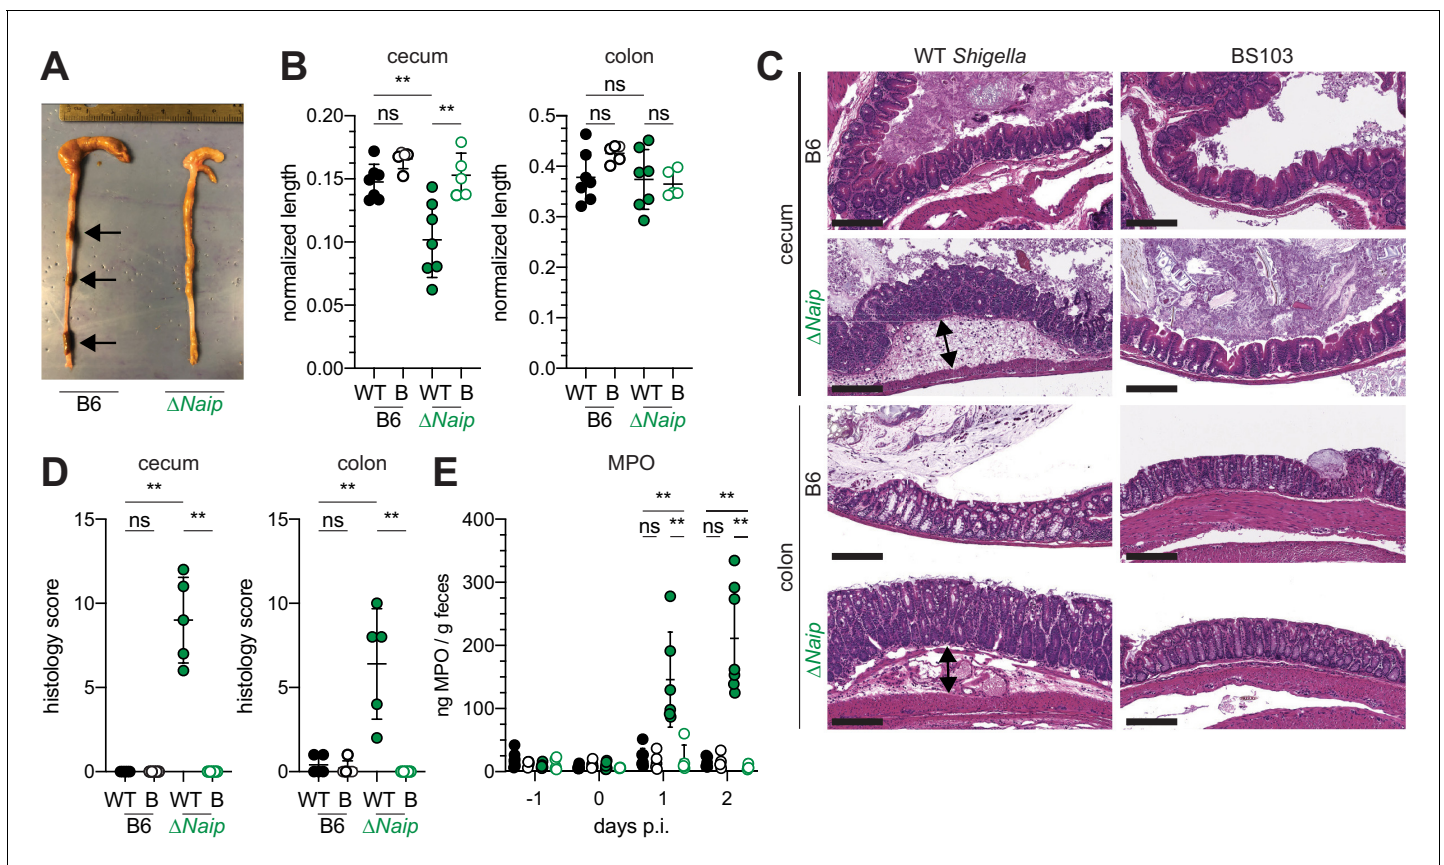 A
B6
ΔNaip
B
cecum
**
ns
**
normalized length
0.20
0.15
0.10
0.05
0.00
WT B WT B
B6 ΔNaip
colon
ns
ns
ns
normalized length
0.5
0.4
0.3
0.2
0.1
0.0
WT B WT B
B6 ΔNaip
C
WT Shigella
BS103
cecum
B6
ΔNaip
colon
B6
ΔNaip
D
cecum
**
ns
**
histology score
15
10
5
0
WT B WT B
B6 ΔNaip
colon
**
ns
**
histology score
15
10
5
0
WT B WT B
B6 ΔNaip
E
MPO
** **
ns ** ns **
ng MPO / g feces
400
300
200
100
0
-1 0 1 2
days p.i.